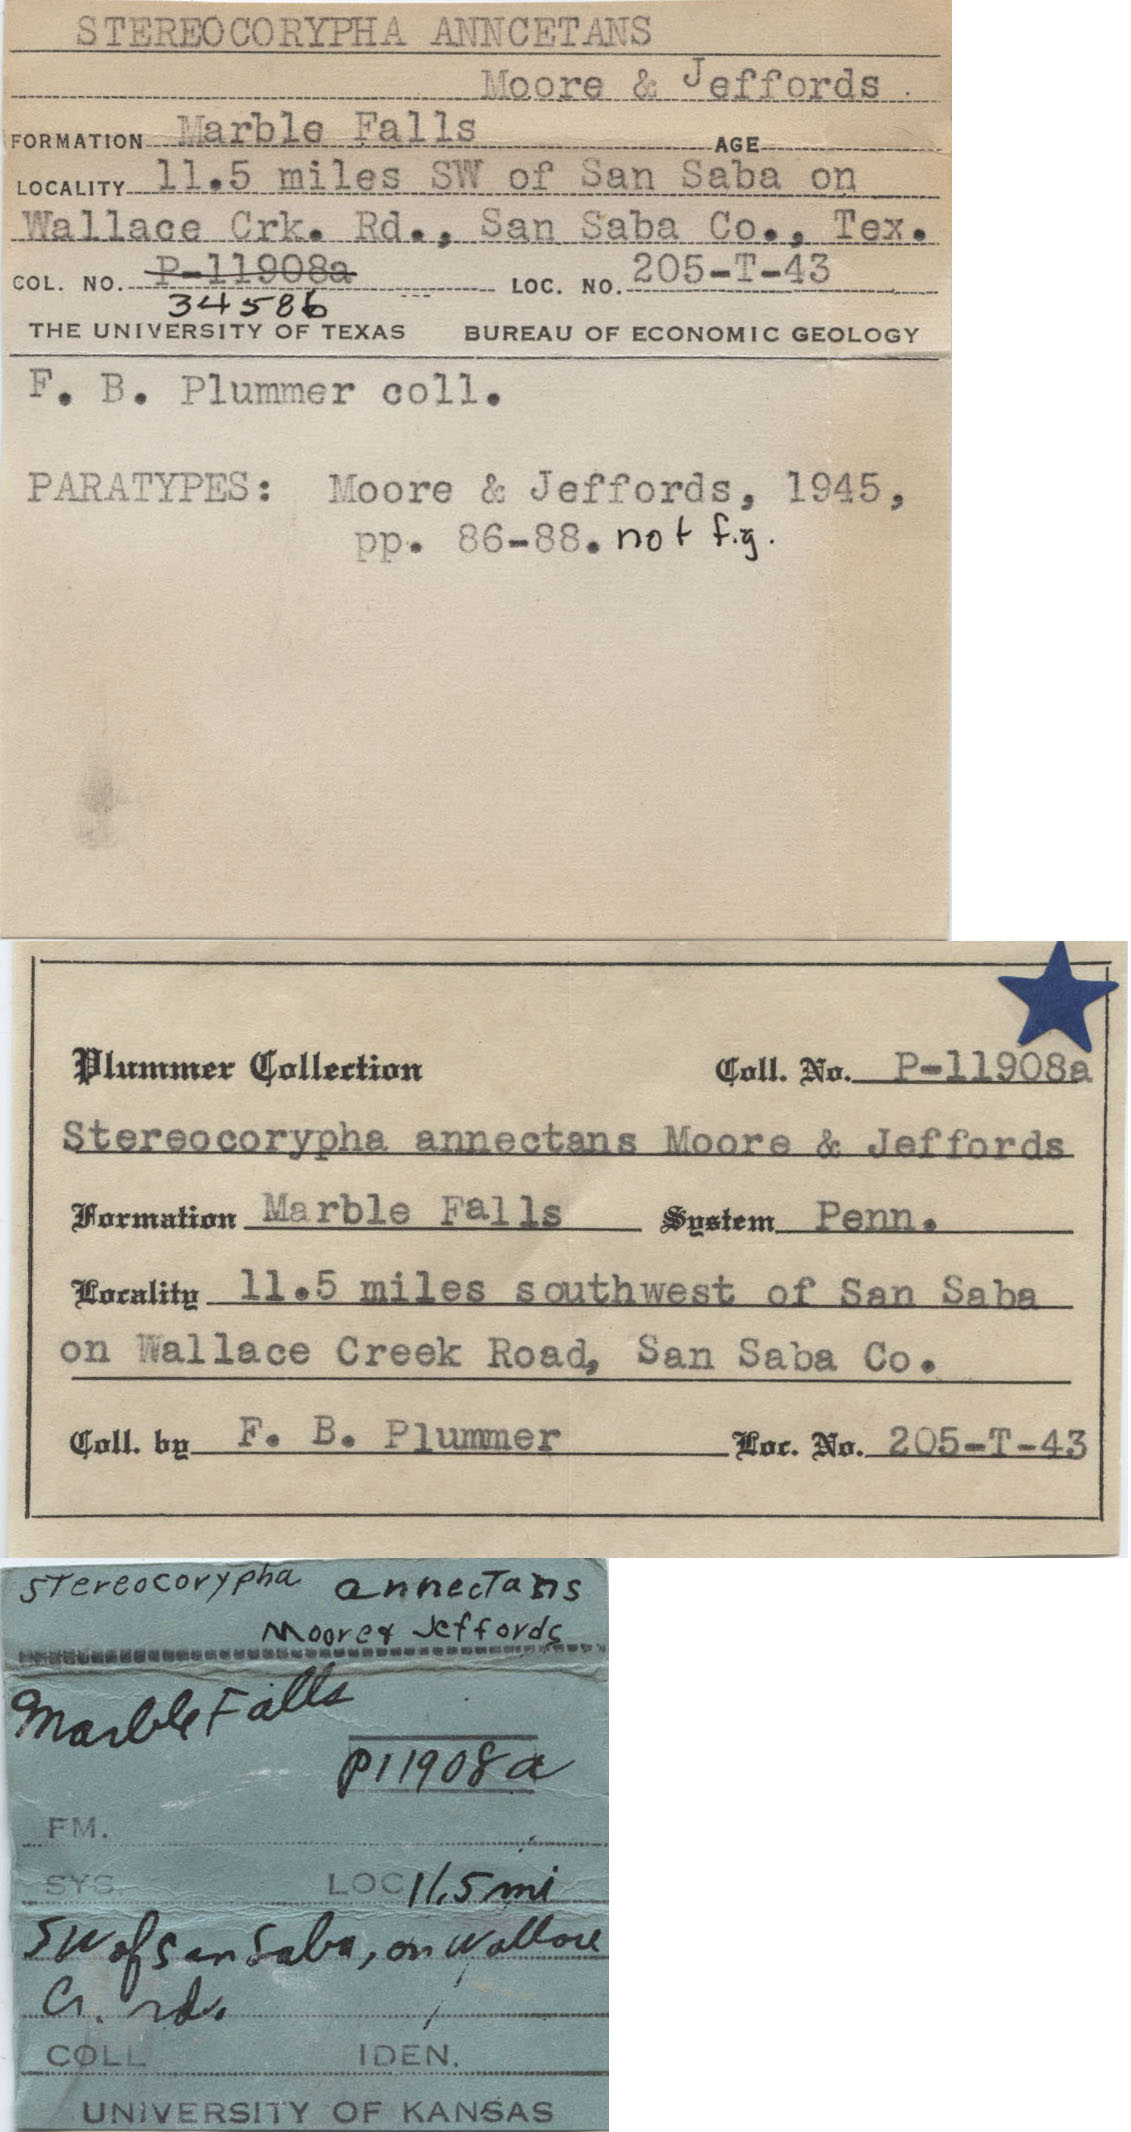 STEREOCORYPHA ANNCETANS
Moore & Jeffords .
FORMATION Marble Falls AGE
LOCALITY 11.5 miles SW of San Saba on
Wallace Crk. Rd., San Saba Co., Tex.
COL. NO. P-11908a LOC. NO. 205-T-43
34586
THE UNIVERSITY OF TEXAS BUREAU OF ECONOMIC GEOLOGY
F. B. Plummer coll.
PARATYPES: Moore & Jeffords, 1945,
pp. 86-88. not fig.
Plummer Collection Coll. No. P-11908a
Stereocorypha annectans Moore & Jeffords
Formation Marble Falls System Penn.
Locality 11.5 miles southwest of San Saba
on Wallace Creek Road, San Saba Co.
Coll. by F. B. Plummer Loc. No. 205-T-43
Stereocorypha annectans
Moore & Jeffords
Marble Falls
P11908a
FM.
SYS. LOC 11.5 mi
SW of San Saba, on Wallace
Cr. rd.
COLL IDEN.
UNIVERSITY OF KANSAS